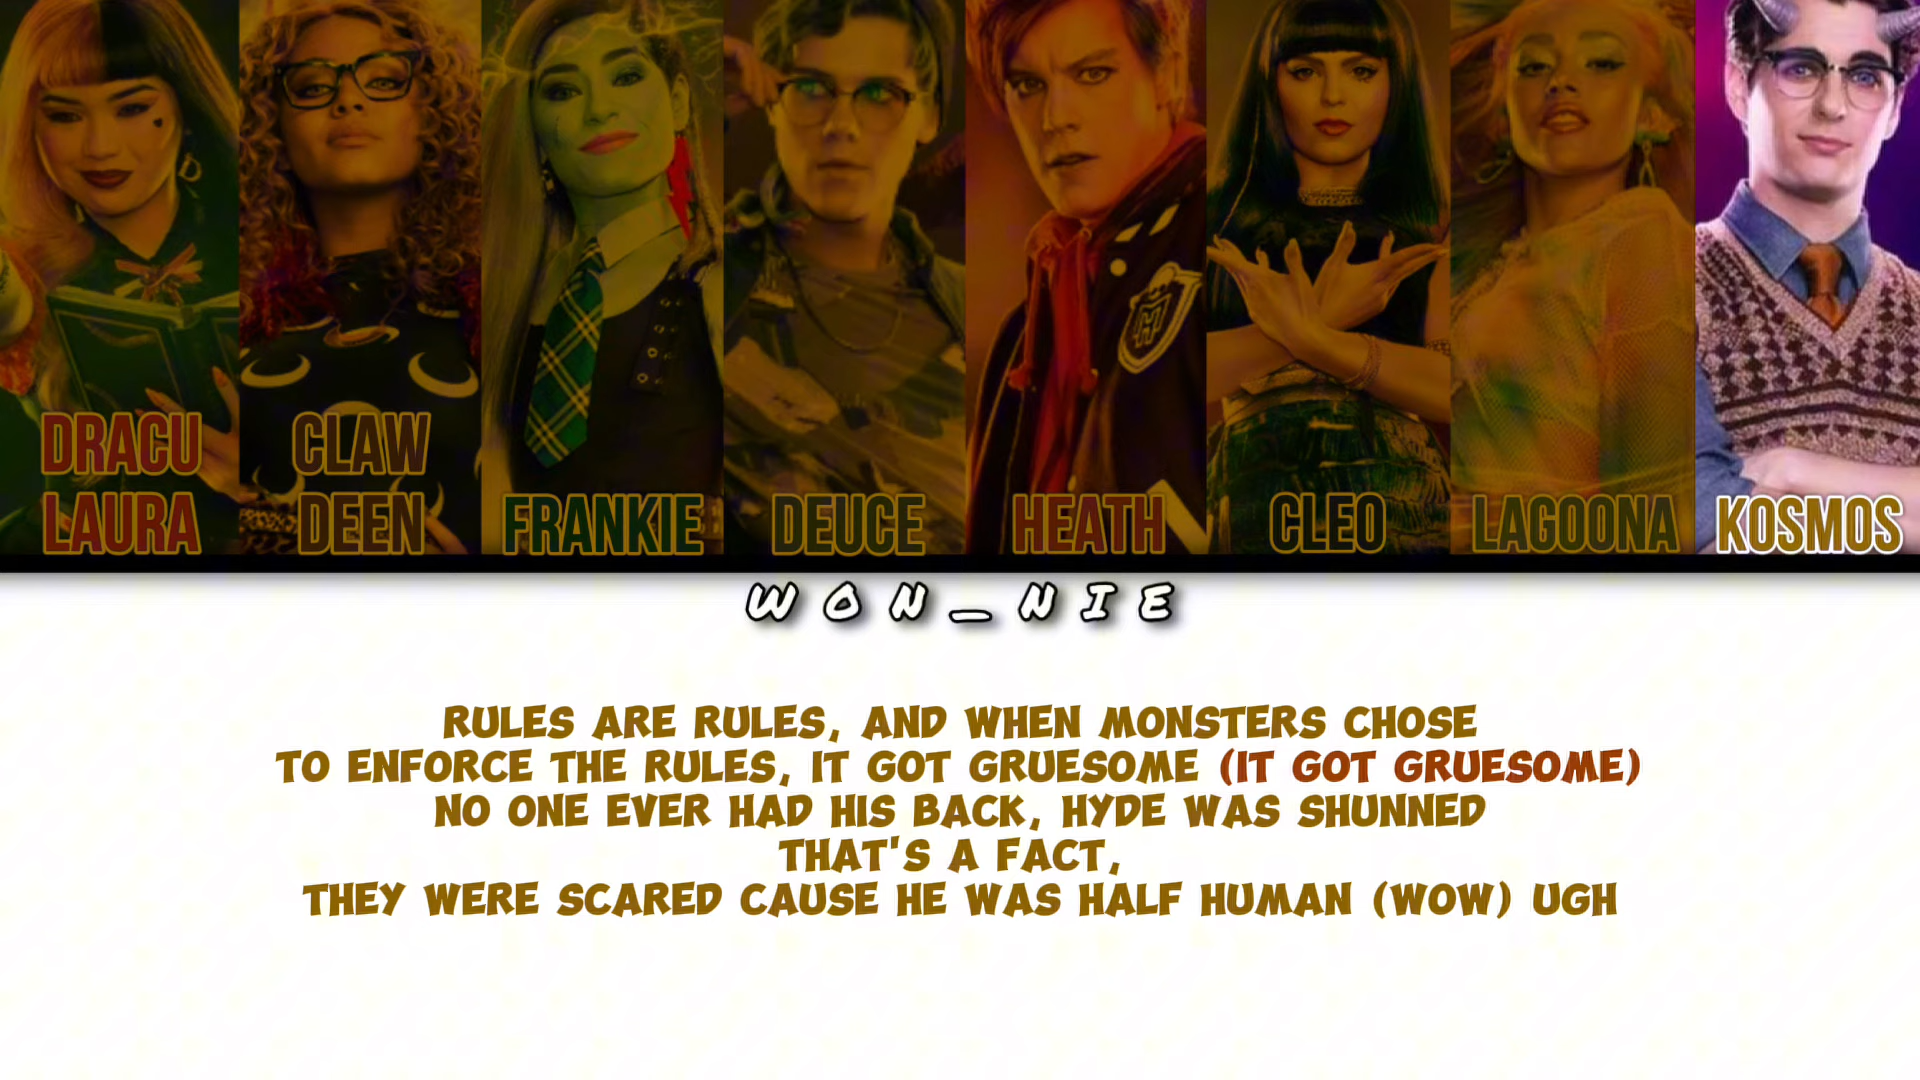 DRACU
LAURA
CLAW
DEEN
FRANKIE
DEUCE
HEATH
CLEO
LAGOONA
KOSMOS
WON_NIE
RULES ARE RULES, AND WHEN MONSTERS CHOSE
TO ENFORCE THE RULES, IT GOT GRUESOME (IT GOT GRUESOME)
NO ONE EVER HAD HIS BACK, HYDE WAS SHUNNED
THAT'S A FACT,
THEY WERE SCARED CAUSE HE WAS HALF HUMAN (WOW) UGH